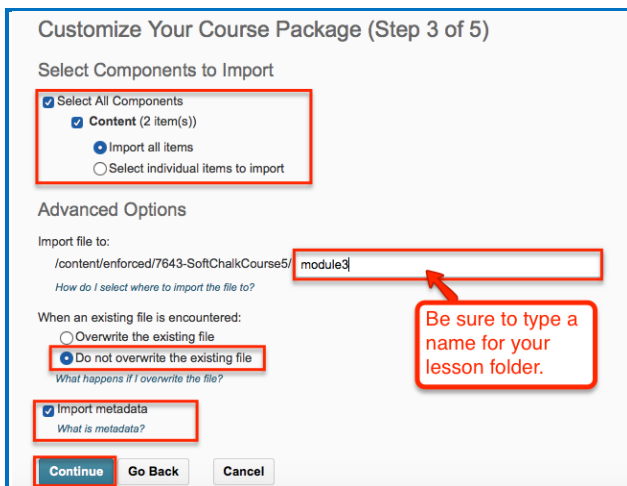 Customize Your Course Package (Step 3 of 5)
Select Components to Import
Select All Components
Content (2 item(s))
Import all items
Select individual items to import
Advanced Options
Import file to:
/content/enforced/7643-SoftChalkCourse5/ module3
How do I select where to import the file to?
When an existing file is encountered:
Overwrite the existing file
Do not overwrite the existing file
What happens if I overwrite the file?
Be sure to type a
name for your
lesson folder.
Import metadata
What is metadata?
Continue Go Back Cancel